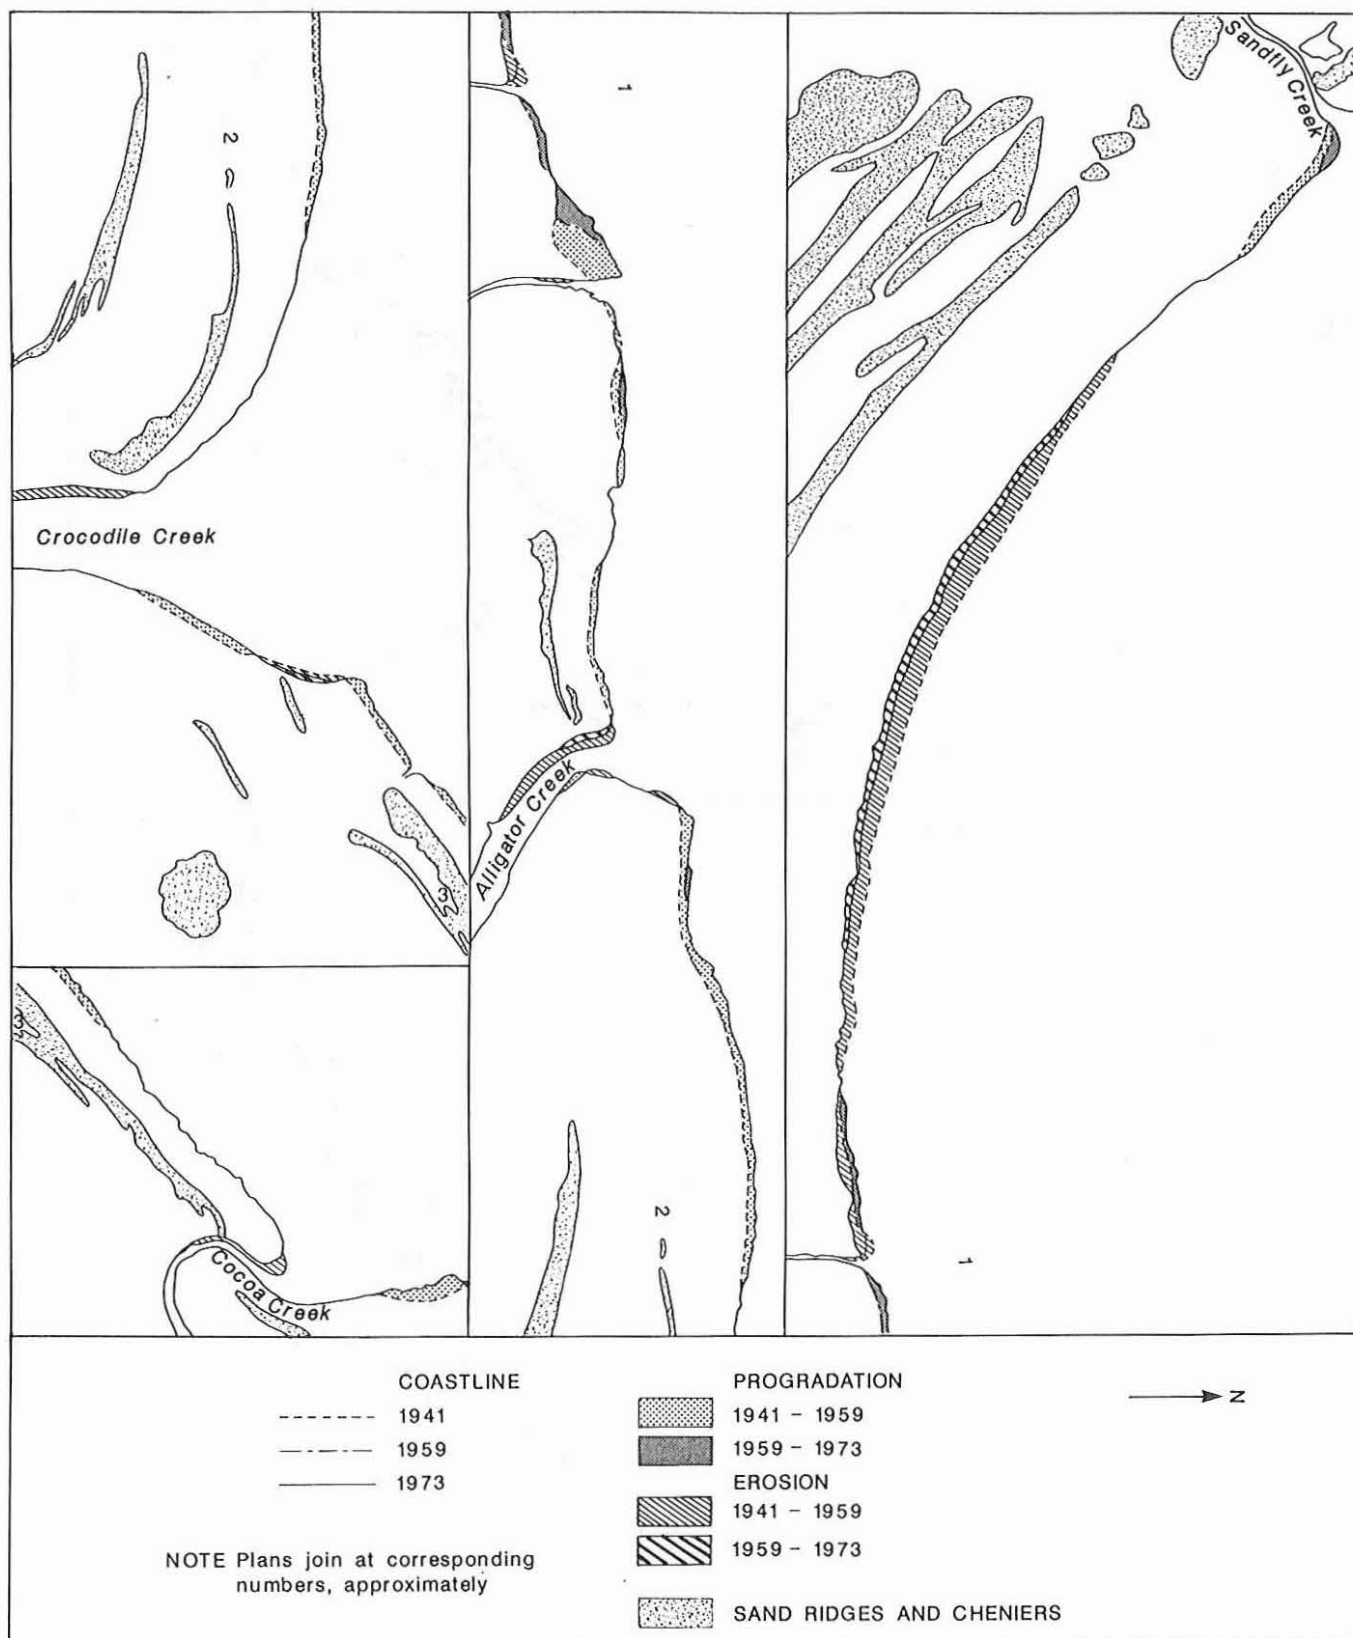 2
Crocodile Creek
3
3
Cocoa Creek
1
Alligator Creek
2
Sandfly Creek
1
COASTLINE
1941
1959
1973
NOTE Plans join at corresponding
numbers, approximately
PROGRADATION
1941 - 1959
1959 - 1973
EROSION
1941 - 1959
1959 - 1973
SAND RIDGES AND CHENIERS
N